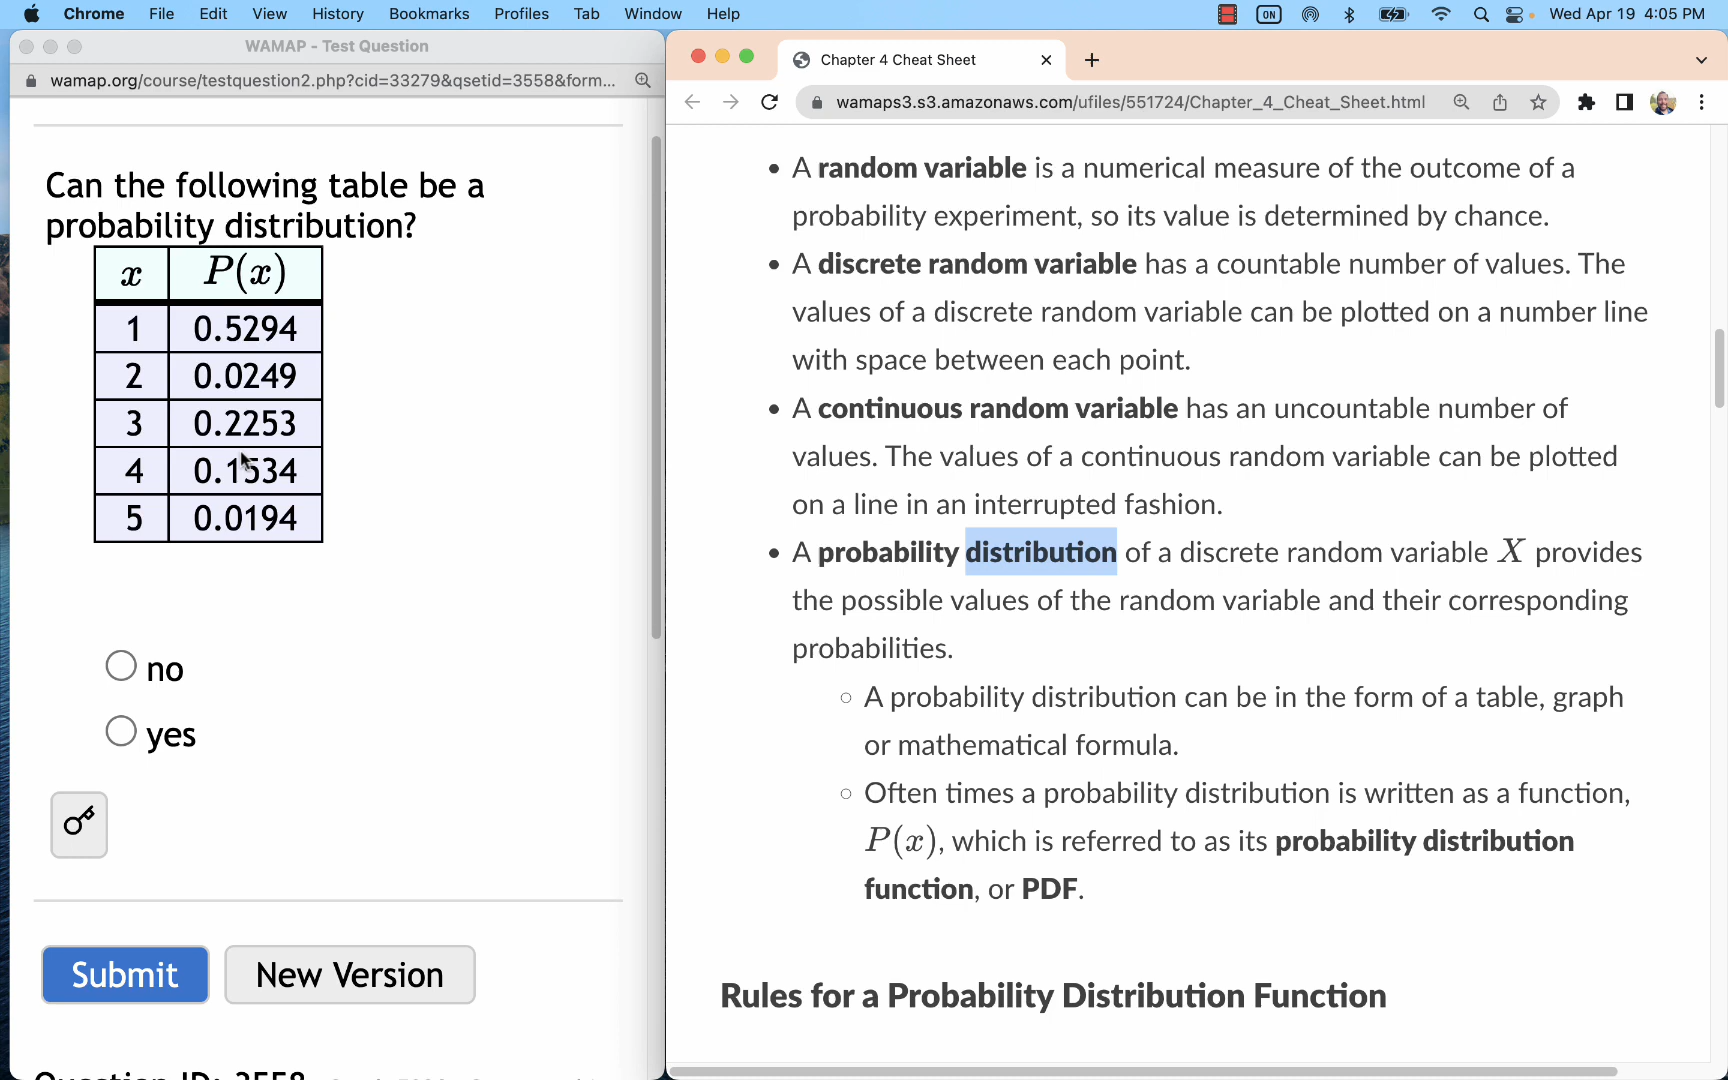 Chrome File Edit View History Bookmarks Profiles Tab Window Help ON Wed Apr 19 4:05 PM
WAMAP - Test Question
wamap.org/course/testquestion2.php?cid=33279&qsetid=3558&form...
Can the following table be a
probability distribution?
x P(x)
1 0.5294
2 0.0249
3 0.2253
4 0.1534
5 0.0194
no
yes
Submit New Version
Question ID: 3558
Chapter 4 Cheat Sheet
wamaps3.s3.amazonaws.com/ufiles/551724/Chapter_4_Cheat_Sheet.html
• A random variable is a numerical measure of the outcome of a
probability experiment, so its value is determined by chance.
• A discrete random variable has a countable number of values. The
values of a discrete random variable can be plotted on a number line
with space between each point.
• A continuous random variable has an uncountable number of
values. The values of a continuous random variable can be plotted
on a line in an interrupted fashion.
• A probability distribution of a discrete random variable X provides
the possible values of the random variable and their corresponding
probabilities.
◦ A probability distribution can be in the form of a table, graph
or mathematical formula.
◦ Often times a probability distribution is written as a function,
P(x), which is referred to as its probability distribution
function, or PDF.
Rules for a Probability Distribution Function